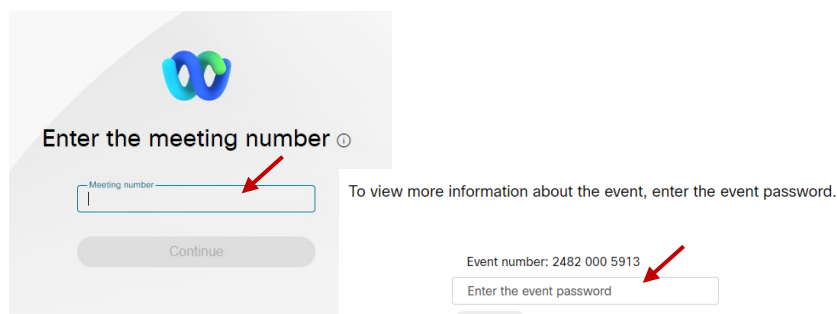 Enter the meeting number
Meeting number
Continue
To view more information about the event, enter the event password.
Event number: 2482 000 5913
Enter the event password